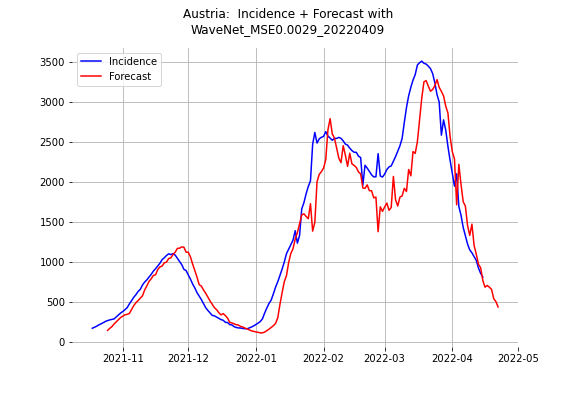 Austria:  Incidence + Forecast with
WaveNet_MSE0.0029_20220409
Incidence
Forecast
3500
3000
2500
2000
1500
1000
500
0
2021-11 2021-12 2022-01 2022-02 2022-03 2022-04 2022-05